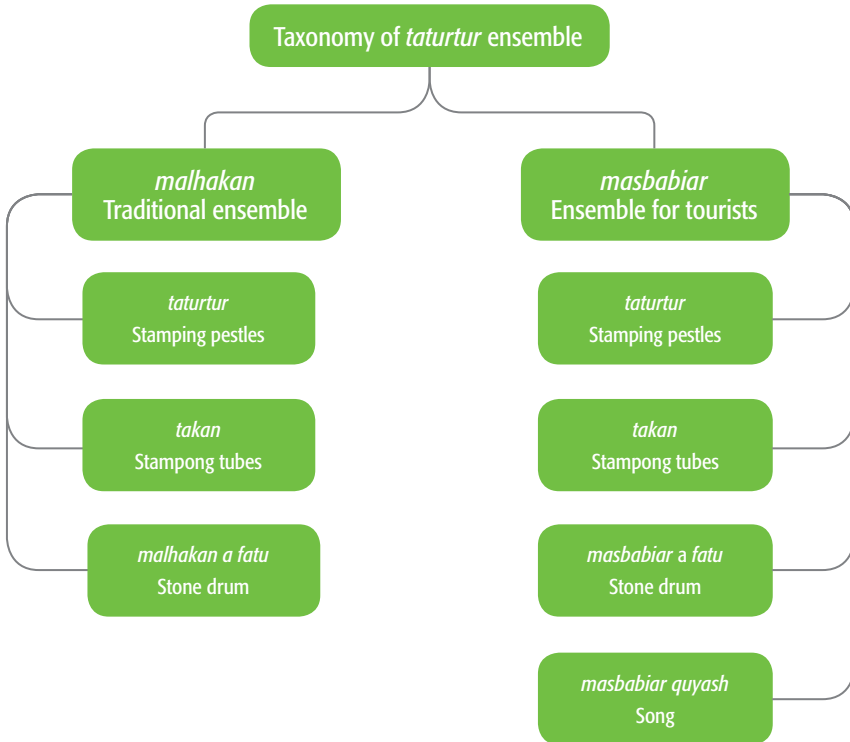 Taxonomy of taturtur ensemble
malhakan
Traditional ensemble
taturtur
Stamping pestles
takan
Stampong tubes
malhakan a fatu
Stone drum
masbabiar
Ensemble for tourists
taturtur
Stamping pestles
takan
Stampong tubes
masbabiar a fatu
Stone drum
masbabiar quyash
Song